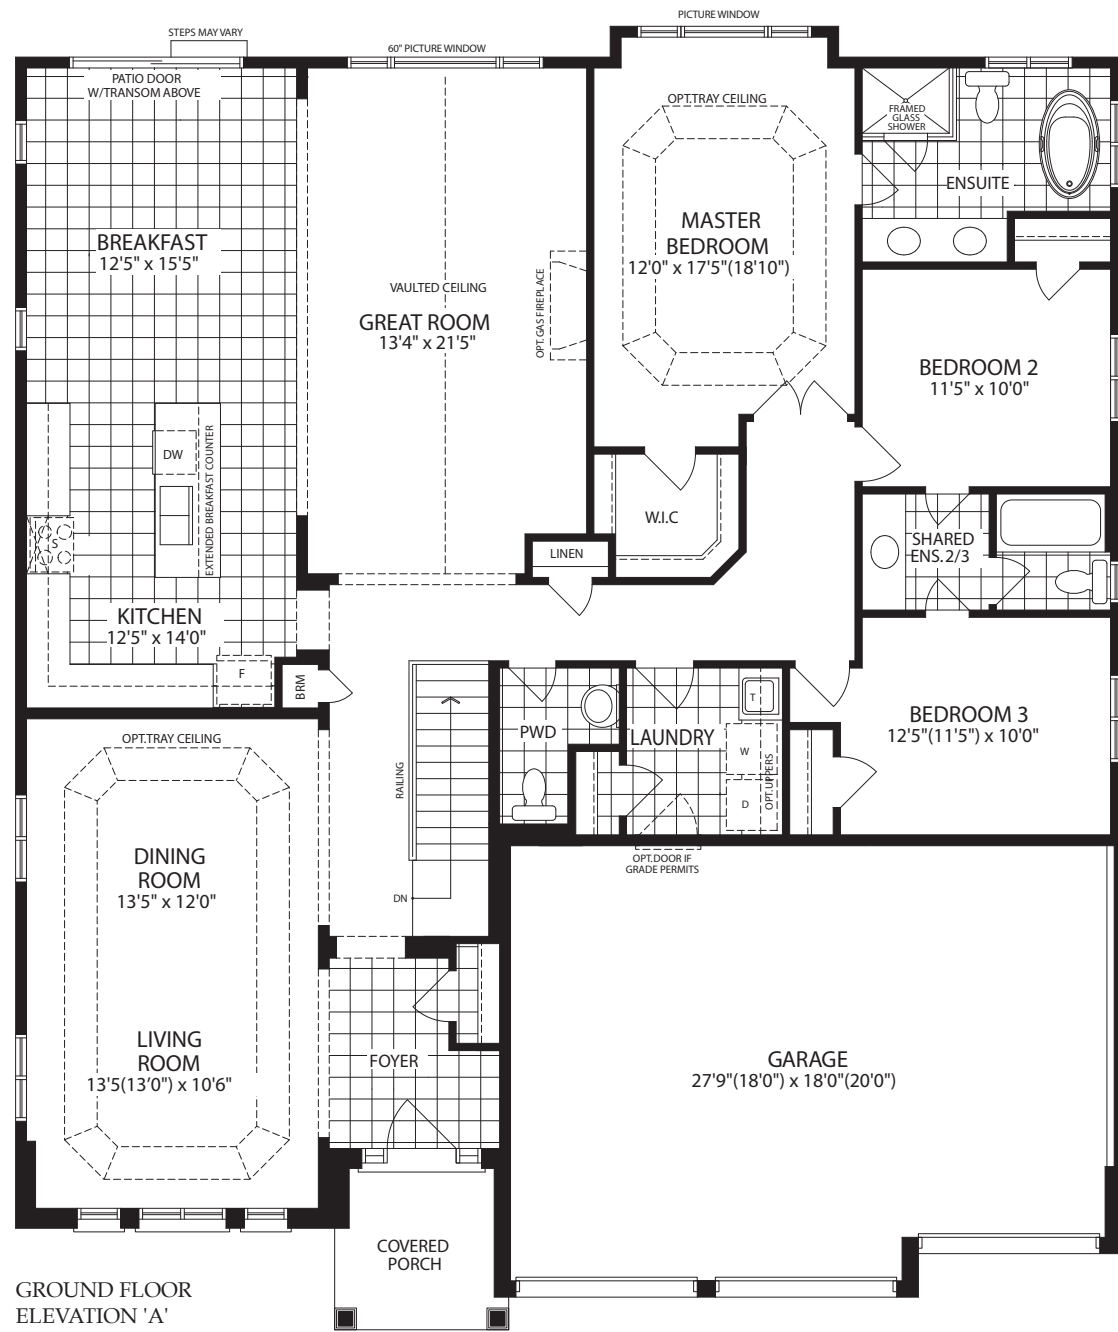 STEPS MAY VARY
PATIO DOOR
W/TRANSOM ABOVE
60" PICTURE WINDOW
PICTURE WINDOW
BREAKFAST
12'5" x 15'5"
VAULTED CEILING
GREAT ROOM
13'4" x 21'5"
OPT. GAS FIREPLACE
OPT.TRAY CEILING
MASTER
BEDROOM
12'0" x 17'5"(18'10")
FRAMED
GLASS
SHOWER
ENSUITE
BEDROOM 2
11'5" x 10'0"
DW
EXTENDED BREAKFAST COUNTER
S
KITCHEN
12'5" x 14'0"
F
BRM
W.I.C
LINEN
SHARED
ENS.2/3
BEDROOM 3
12'5"(11'5") x 10'0"
PWD
LAUNDRY
T
W
D
OPT.UPPERS
OPT.DOOR IF
GRADE PERMITS
RAILING
DN
OPT.TRAY CEILING
DINING
ROOM
13'5" x 12'0"
LIVING
ROOM
13'5(13'0") x 10'6"
FOYER
GARAGE
27'9"(18'0") x 18'0"(20'0")
COVERED
PORCH
GROUND FLOOR
ELEVATION 'A'